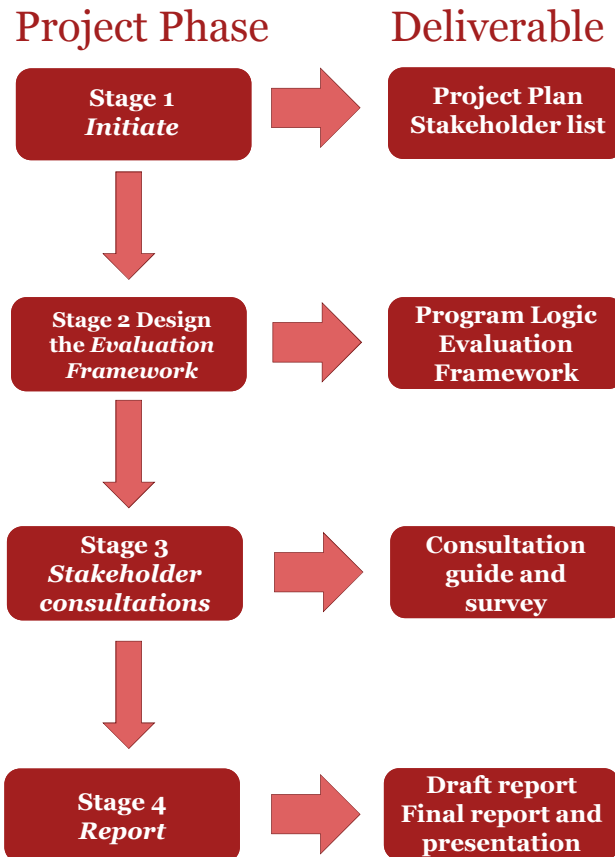 Project Phase
Deliverable
Stage 1
Initiate
Project Plan
Stakeholder list
Stage 2 Design
the Evaluation
Framework
Program Logic
Evaluation
Framework
Stage 3
Stakeholder
consultations
Consultation
guide and
survey
Stage 4
Report
Draft report
Final report and
presentation